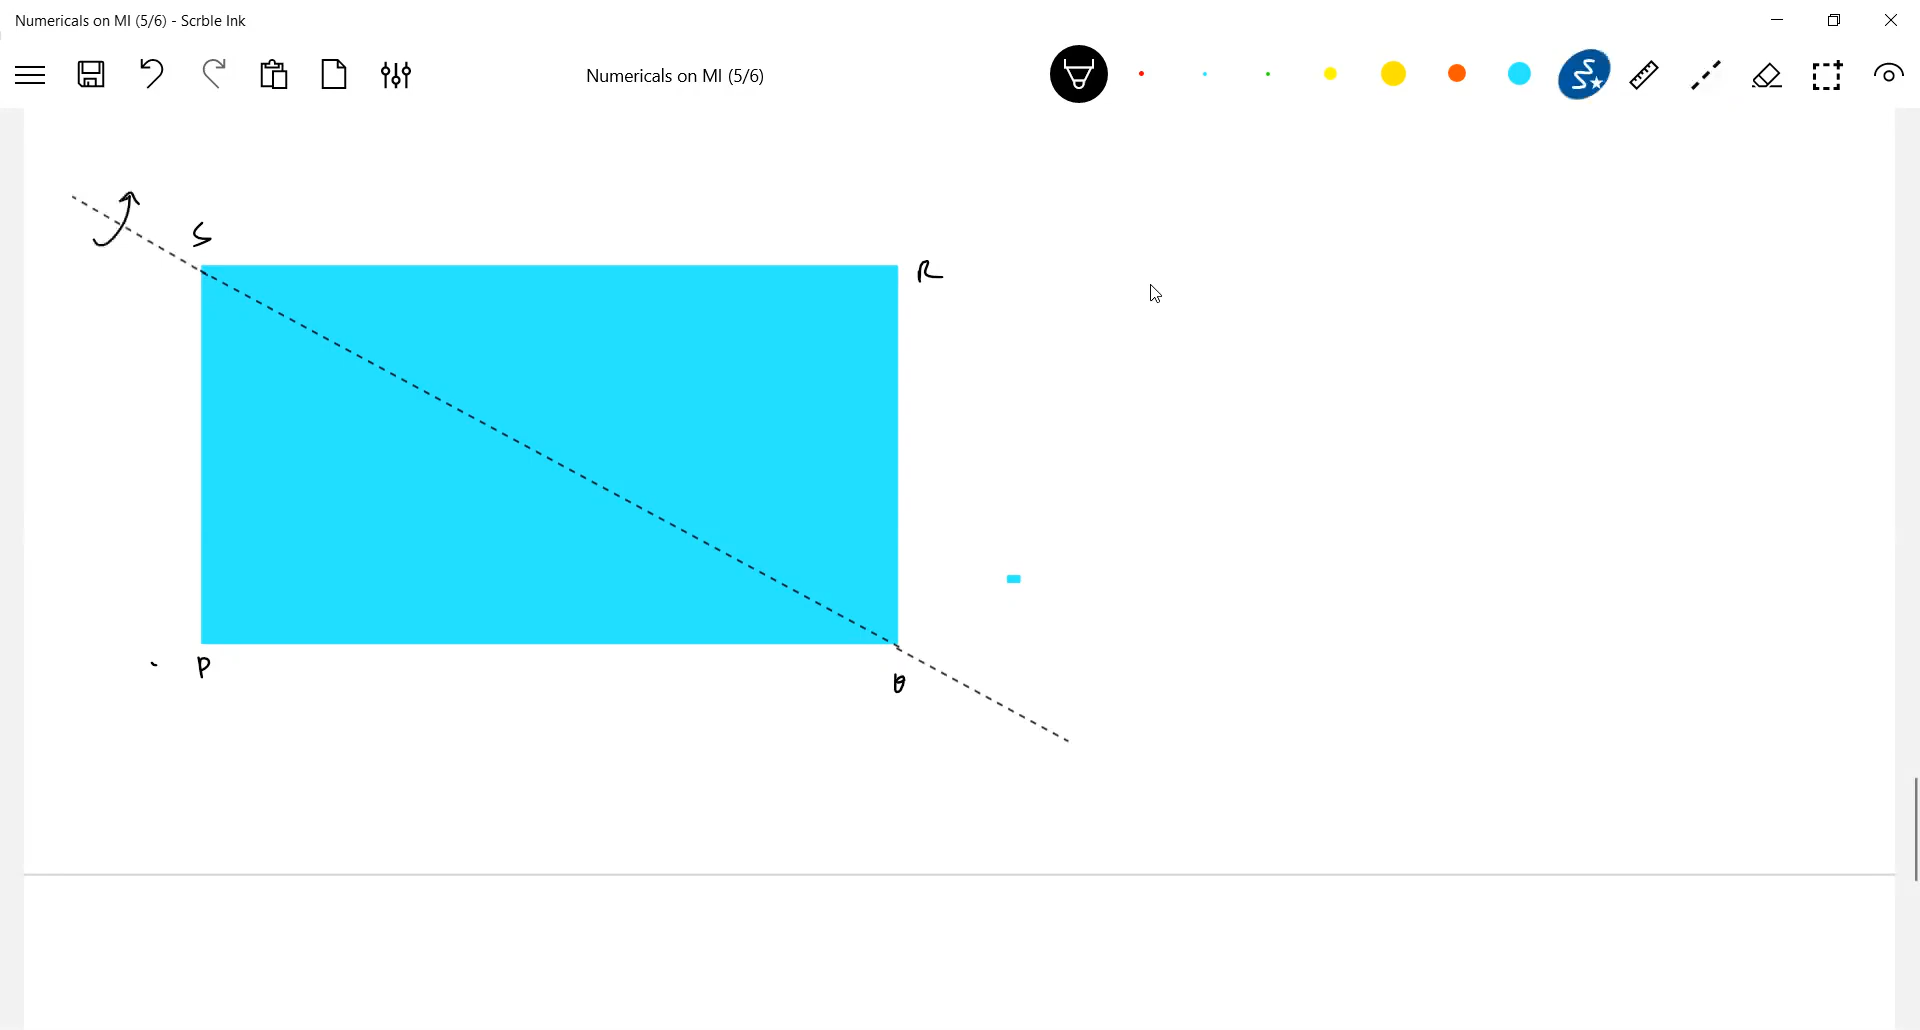 Numericals on MI (5/6) - Scrble Ink
Numericals on MI (5/6)
S
R
P
Q